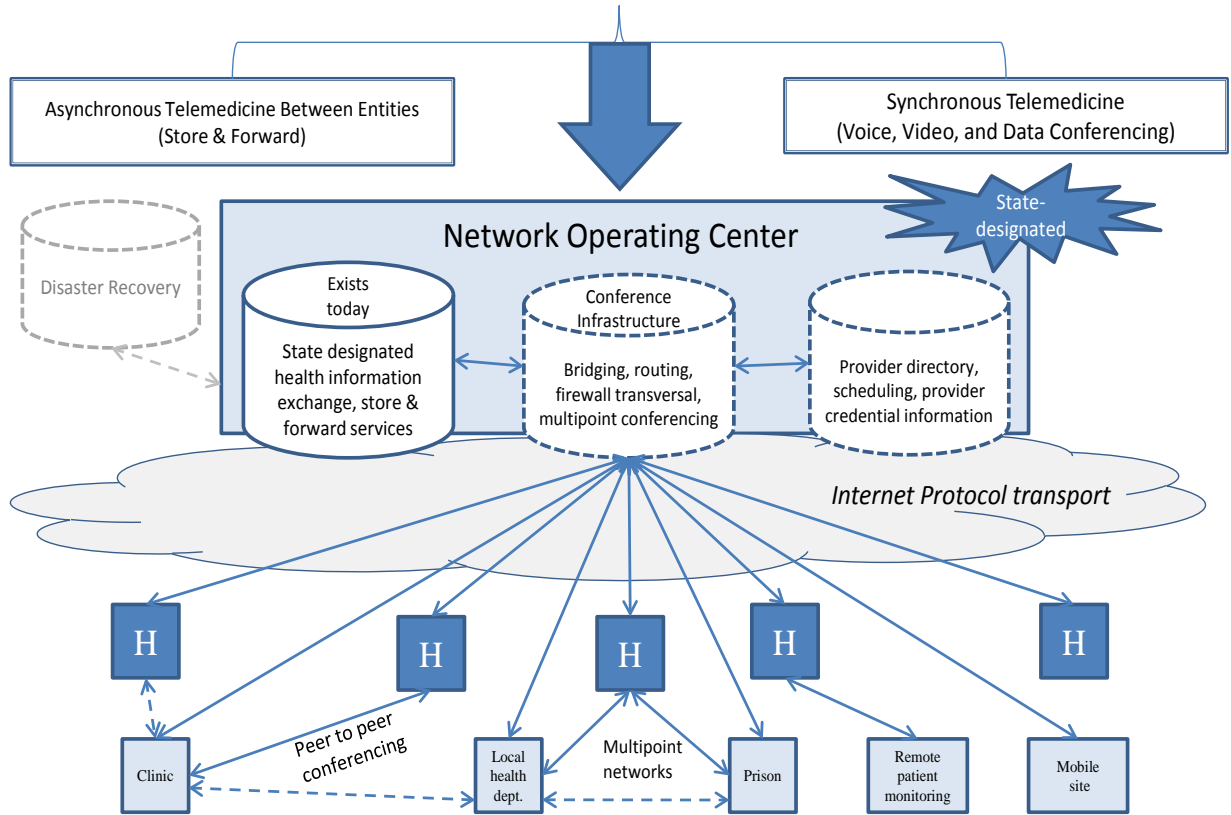 Asynchronous Telemedicine Between Entities
(Store & Forward)
Synchronous Telemedicine
(Voice, Video, and Data Conferencing)
State-
designated
Network Operating Center
Disaster Recovery
Exists
today
State designated
health information
exchange, store &
forward services
Conference
Infrastructure
Bridging, routing,
firewall transversal,
multipoint conferencing
Provider directory,
scheduling, provider
credential information
Internet Protocol transport
H
H
H
H
H
Peer to peer
conferencing
Multipoint
networks
Clinic
Local
health
dept.
Prison
Remote
patient
monitoring
Mobile
site